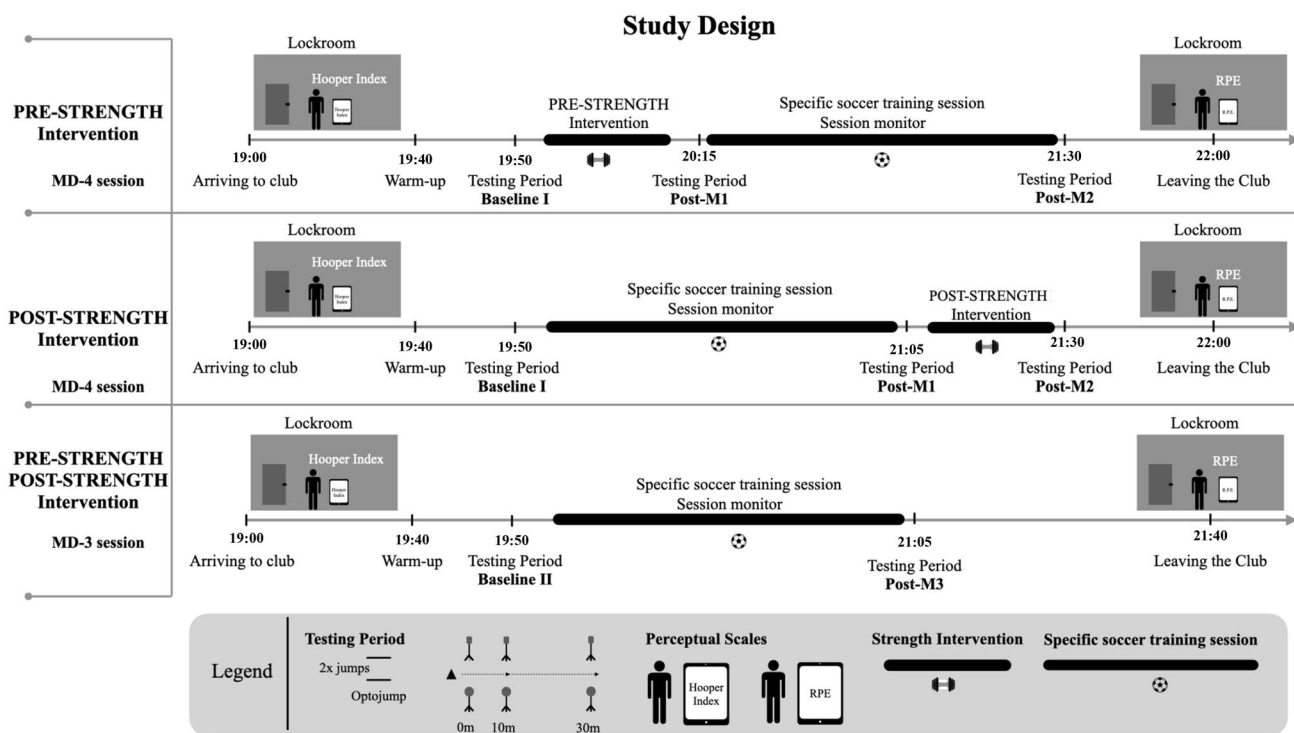 Study Design
Lockroom
Lockroom
Hooper Index
RPE
Hooper
Index
R.P.E.
PRE-STRENGTH
Intervention
MD-4 session
PRE-STRENGTH
Intervention
Specific soccer training session
Session monitor
19:00
19:40
19:50
20:15
21:30
22:00
Arriving to club
Warm-up
Testing Period
Baseline I
Testing Period
Post-M1
Testing Period
Post-M2
Leaving the Club
Lockroom
Lockroom
Hooper Index
RPE
Hooper
Index
R.P.E.
POST-STRENGTH
Intervention
MD-4 session
Specific soccer training session
Session monitor
POST-STRENGTH
Intervention
19:00
19:40
19:50
21:05
21:30
22:00
Arriving to club
Warm-up
Testing Period
Baseline I
Testing Period
Post-M1
Testing Period
Post-M2
Leaving the Club
Lockroom
Lockroom
Hooper Index
RPE
Hooper
Index
R.P.E.
PRE-STRENGTH
POST-STRENGTH
Intervention
MD-3 session
Specific soccer training session
Session monitor
19:00
19:40
19:50
21:05
21:40
Arriving to club
Warm-up
Testing Period
Baseline II
Testing Period
Post-M3
Leaving the Club
Legend
Testing Period
2x jumps
Optojump
0m
10m
30m
Perceptual Scales
Hooper
Index
RPE
Strength Intervention
Specific soccer training session